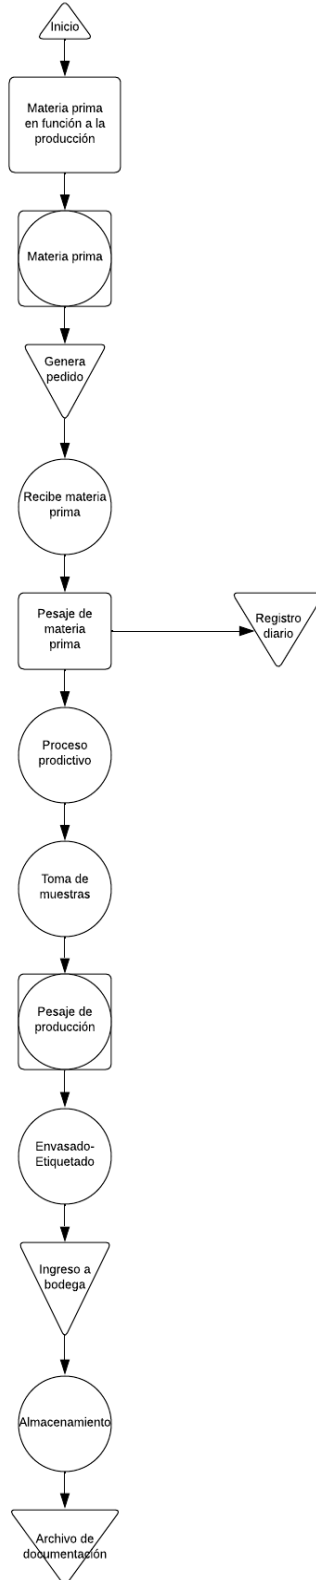 Inicio
Materia prima
en función a la
producción
Materia prima
Genera
pedido
Recibe materia
prima
Pesaje de
materia
prima
Registro
diario
Proceso
prodictivo
Toma de
muestras
Pesaje de
producción
Envasado-
Etiquetado
Ingreso a
bodega
Almacenamiento
Archivo de
documentación